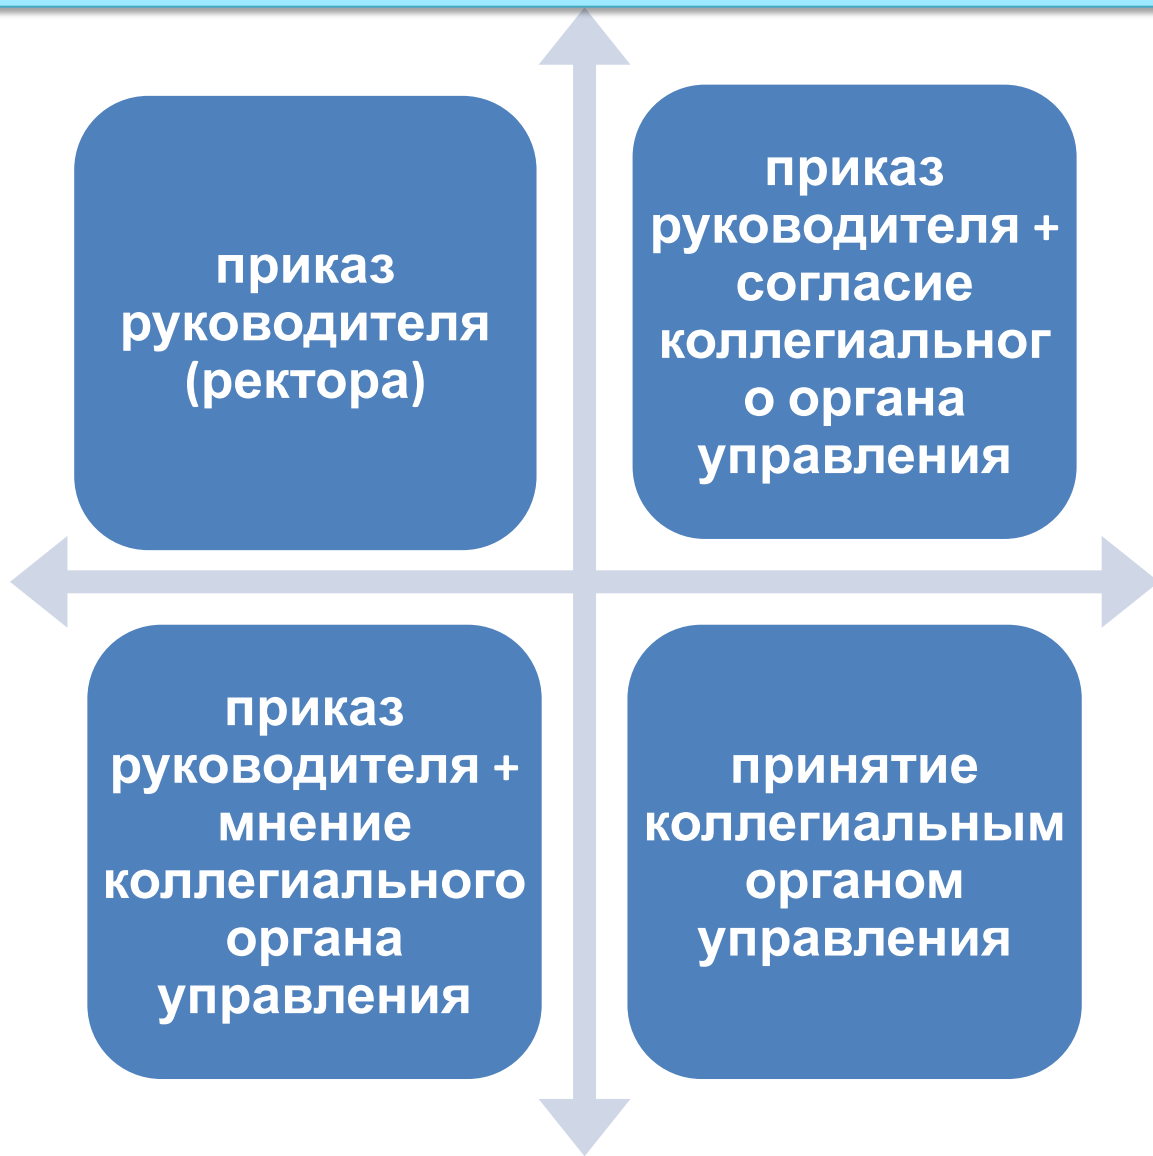 приказ
руководителя
(ректора)
приказ
руководителя +
согласие
коллегиальног
о органа
управления
приказ
руководителя +
мнение
коллегиального
органа
управления
принятие
коллегиальным
органом
управления